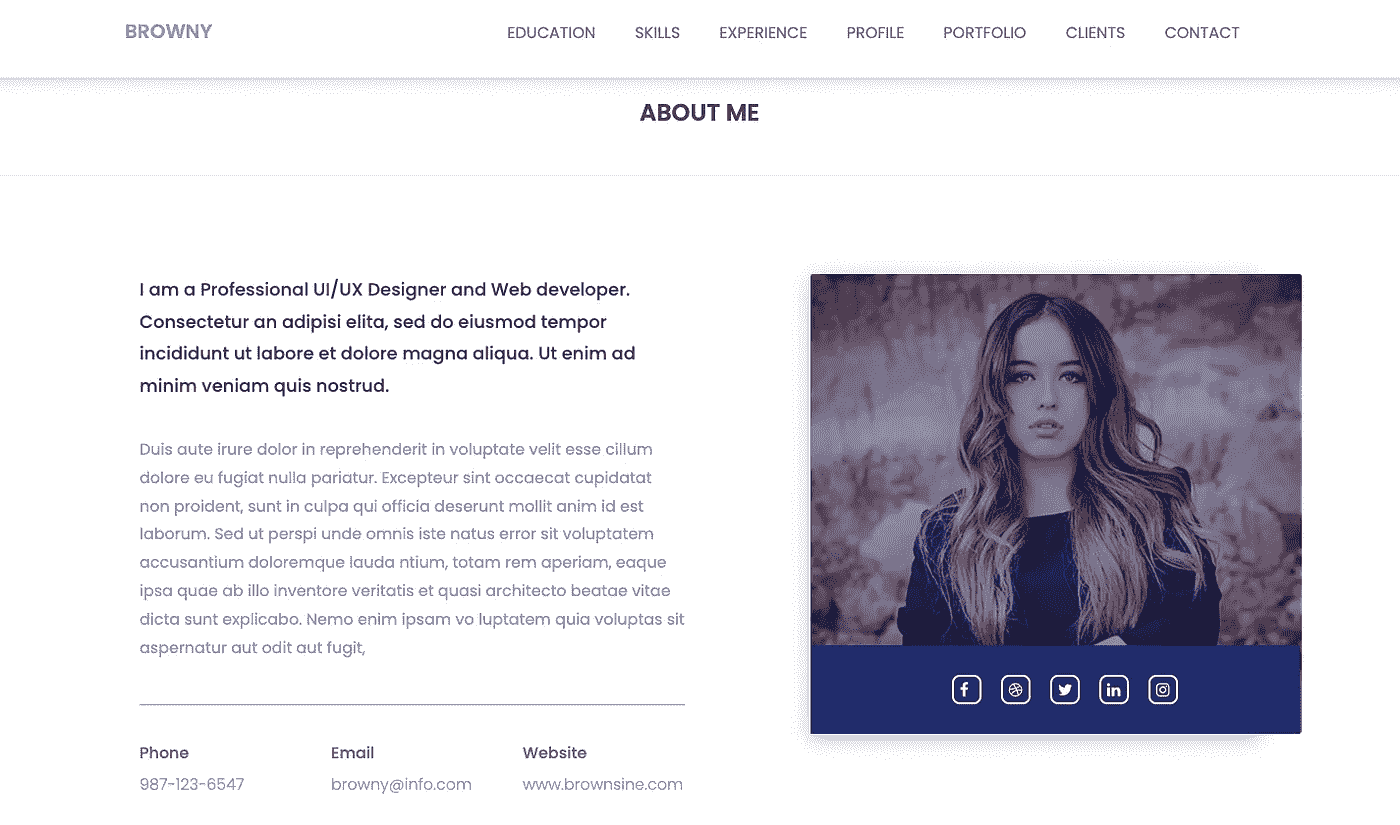 BROWNY
EDUCATION SKILLS EXPERIENCE PROFILE PORTFOLIO CLIENTS CONTACT
ABOUT ME
I am a Professional UI/UX Designer and Web developer.
Consectetur an adipisi elita, sed do eiusmod tempor
incididunt ut labore et dolore magna aliqua. Ut enim ad
minim veniam quis nostrud.
Duis aute irure dolor in reprehenderit in voluptate velit esse cillum
dolore eu fugiat nulla pariatur. Excepteur sint occaecat cupidatat
non proident, sunt in culpa qui officia deserunt mollit anim id est
laborum. Sed ut perspi unde omnis iste natus error sit voluptatem
accusantium doloremque lauda ntium, totam rem aperiam, eaque
ipsa quae ab illo inventore veritatis et quasi architecto beatae vitae
dicta sunt explicabo. Nemo enim ipsam vo luptatem quia voluptas sit
aspernatur aut odit aut fugit,
Phone Email Website
987-123-6547 browny@info.com www.brownsine.com